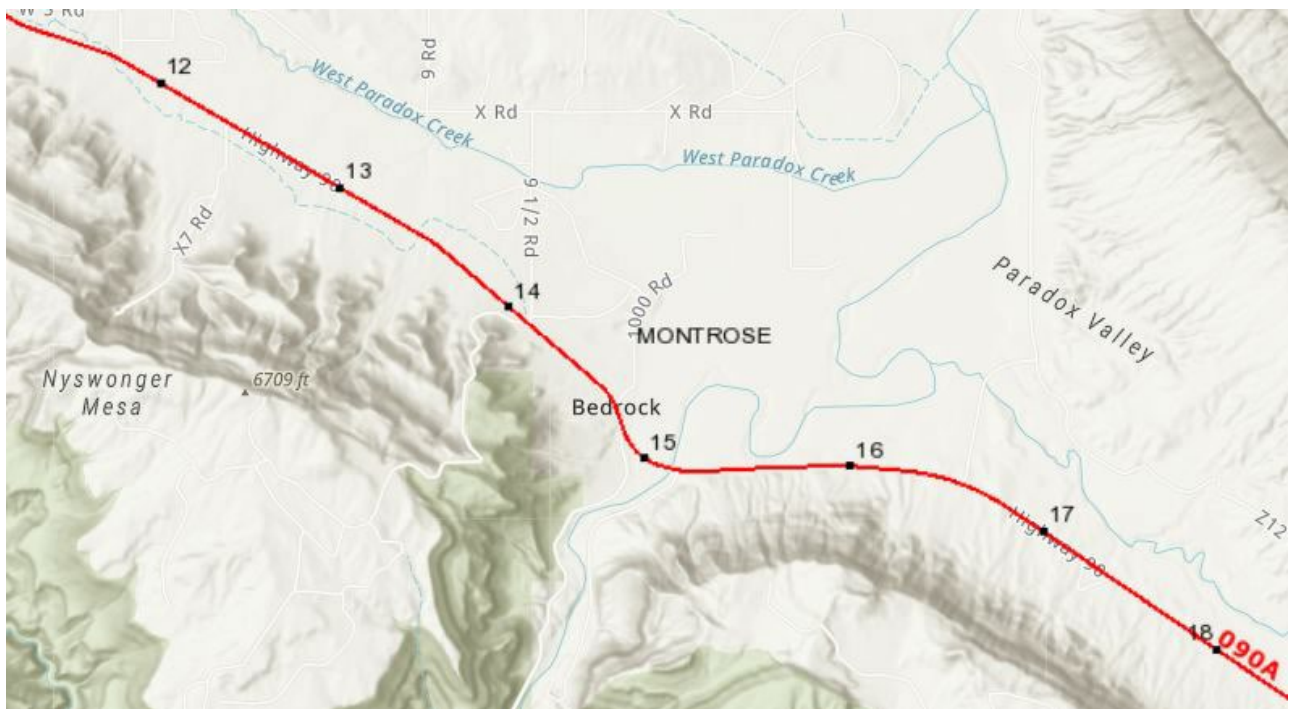 W 3 Rd
12
9 Rd
West Paradox Creek
X Rd
X Rd
Highway 90
13
West Paradox Creek
9 1/2 Rd
X7 Rd
14
1000 Rd
MONTROSE
Paradox Valley
Nyswonger
Mesa
6709 ft
Bedrock
15
16
17
Highway 90
Z12
18
090A